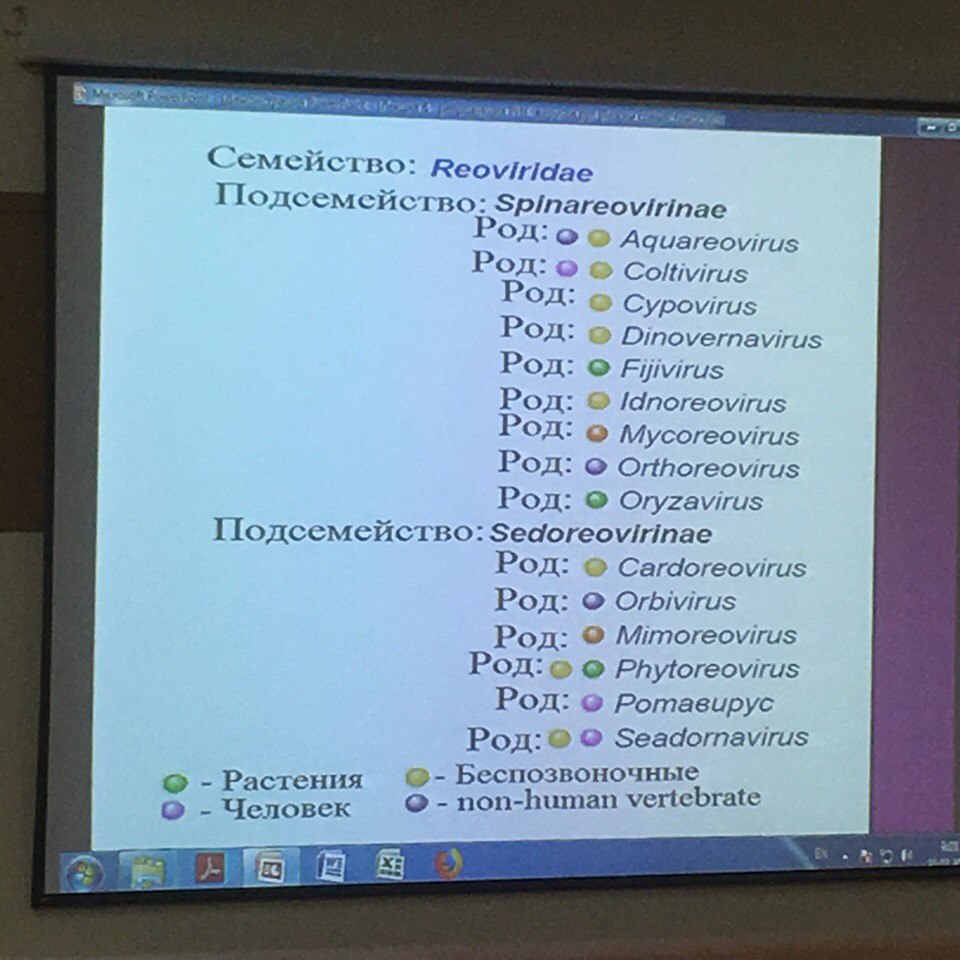 Microsoft PowerPoint
Семейство: Reoviridae
Подсемейство: Spinareovirinae
Род: Aquareovirus
Род: Coltivirus
Род: Cypovirus
Род: Dinovernavirus
Род: Fijivirus
Род: Idnoreovirus
Род: Mycoreovirus
Род: Orthoreovirus
Род: Oryzavirus
Подсемейство: Sedoreovirinae
Род: Cardoreovirus
Род: Orbivirus
Род: Mimoreovirus
Род: Phytoreovirus
Род: Ротавирус
Род: Seadornavirus
- Растения - Беспозвоночные
- Человек - non-human vertebrate
EN